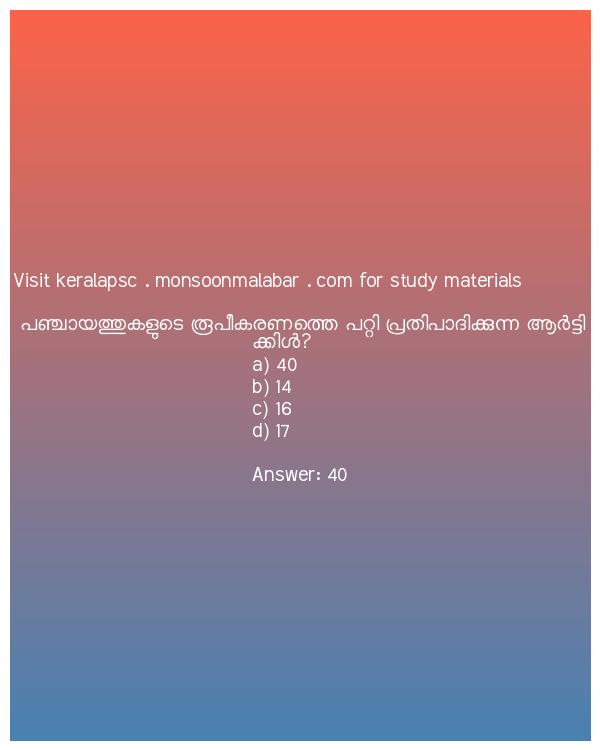 Visit keralapsc . monsoonmalabar . com for study materials
പഞ്ചായത്തുകളുടെ രൂപീകരണത്തെ പറ്റി പ്രതിപാദിക്കുന്ന ആർട്ടി
ക്കിൾ?
a) 40
b) 14
c) 16
d) 17
Answer: 40